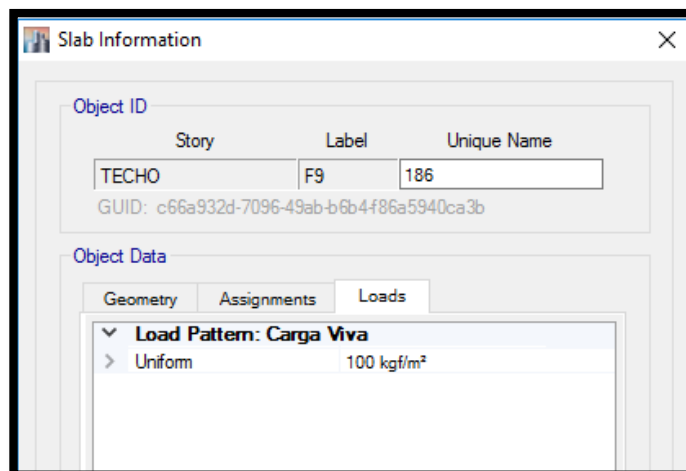 Slab Information
Object ID
Story Label Unique Name
TECHO F9 186
GUID: c66a932d-7096-49ab-b6b4-f86a5940ca3b
Object Data
Geometry Assignments Loads
Load Pattern: Carga Viva
Uniform 100 kgf/m²